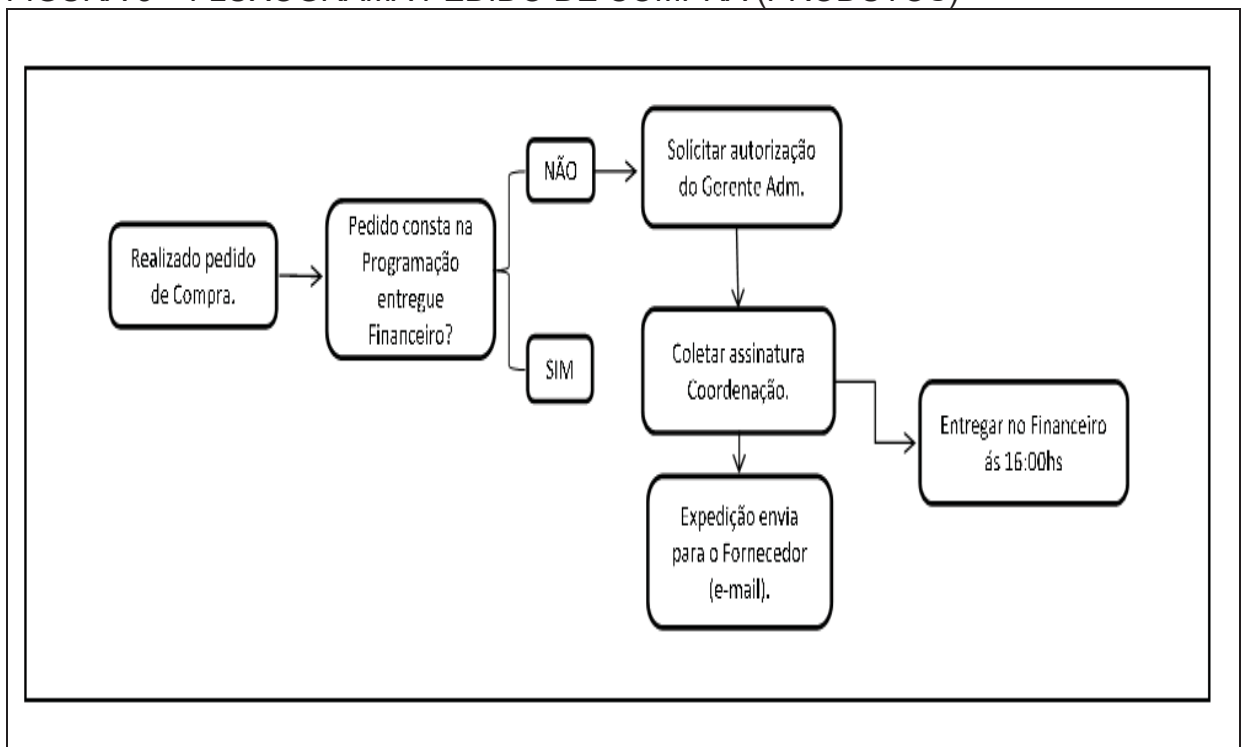 NÃO
Solicitar autorização
do Gerente Adm.
Realizado pedido
de Compra.
Pedido consta na
Programação
entregue
Financeiro?
SIM
Coletar assinatura
Coordenação.
Entregar no Financeiro
ás 16:00hs
Expedição envia
para o Fornecedor
(e-mail).